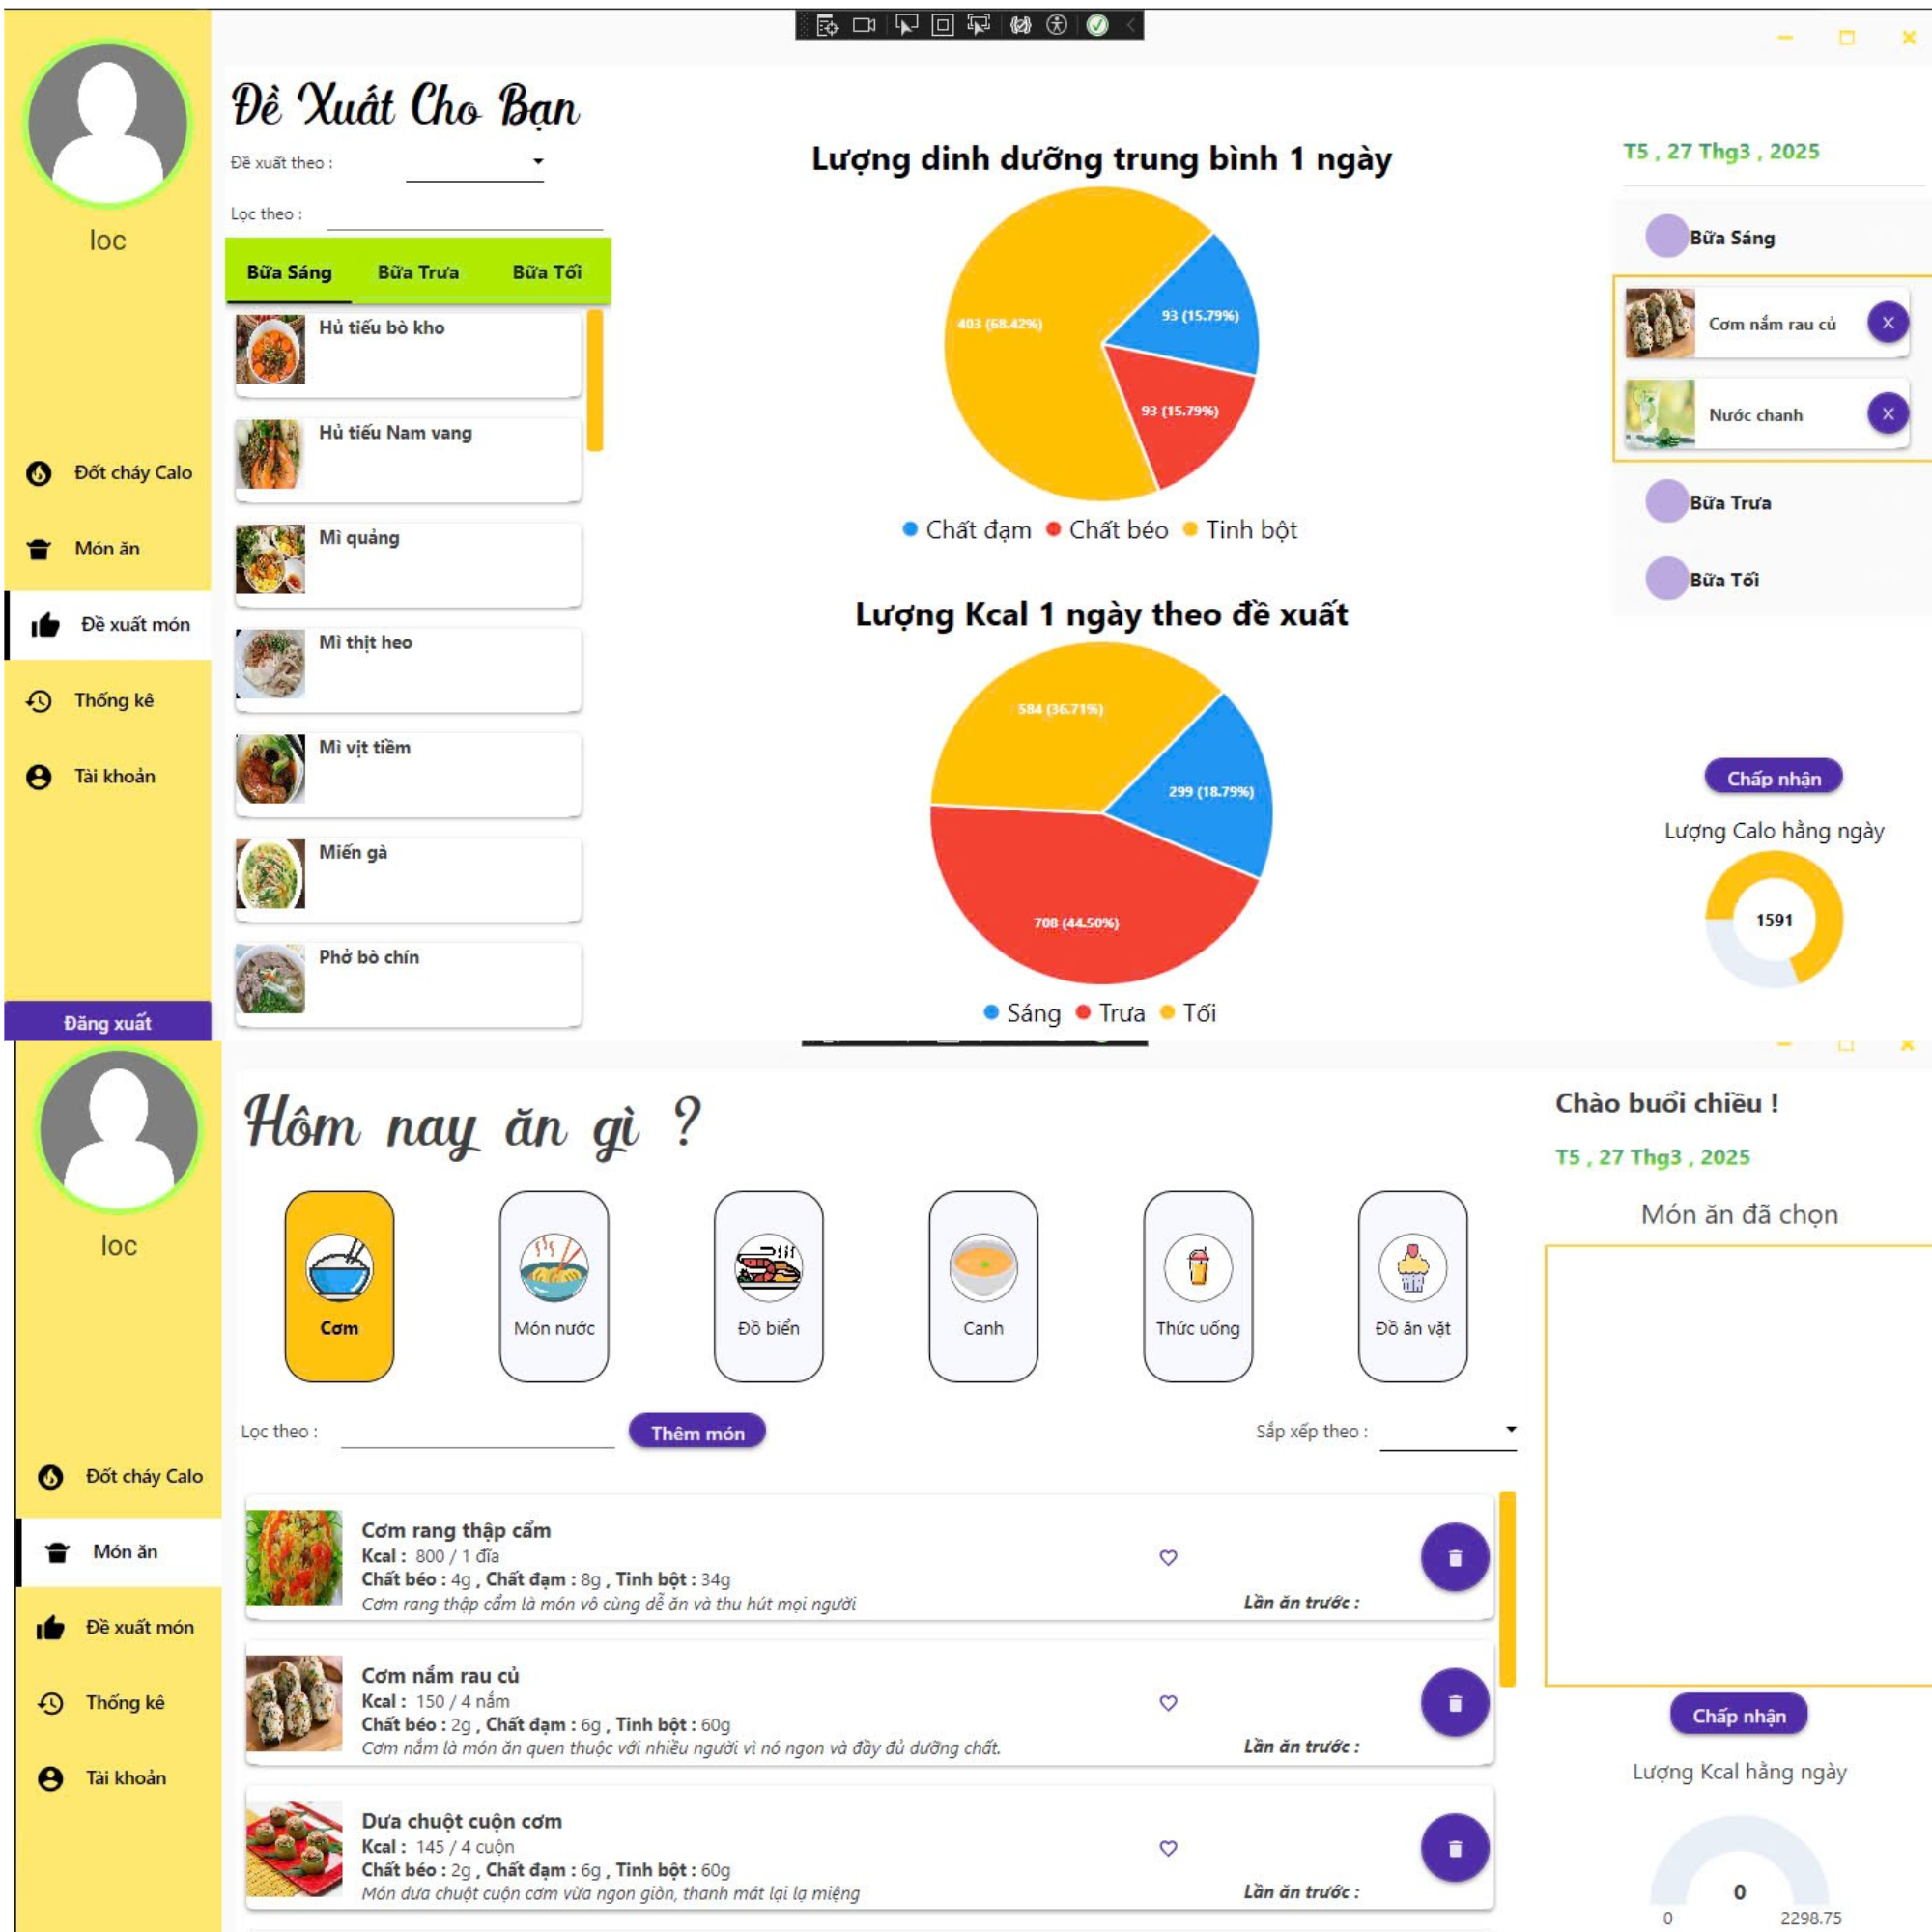 loc
Đốt cháy Calo
Món ăn
Đề xuất món
Thống kê
Tài khoản
Đăng xuất
Đề Xuất Cho Bạn
Đề xuất theo :
Lọc theo :
Bữa Sáng Bữa Trưa Bữa Tối
Hủ tiếu bò kho
Hủ tiếu Nam vang
Mì quảng
Mì thịt heo
Mì vịt tiềm
Miến gà
Phở bò chín
Lượng dinh dưỡng trung bình 1 ngày
403 (68.42%)
93 (15.79%)
93 (15.79%)
Chất đạm Chất béo Tinh bột
Lượng Kcal 1 ngày theo đề xuất
584 (36.71%)
299 (18.79%)
708 (44.50%)
Sáng Trưa Tối
T5 , 27 Thg3 , 2025
Bữa Sáng
Cơm nắm rau củ
Nước chanh
Bữa Trưa
Bữa Tối
Chấp nhận
Lượng Calo hằng ngày
1591
loc
Đốt cháy Calo
Món ăn
Đề xuất món
Thống kê
Tài khoản
Hôm nay ăn gì ?
Cơm Món nước Đồ biển Canh Thức uống Đồ ăn vặt
Lọc theo : Thêm món Sắp xếp theo :
Cơm rang thập cẩm
Kcal : 800 / 1 đĩa
Chất béo : 4g , Chất đạm : 8g , Tinh bột : 34g
Cơm rang thập cẩm là món vô cùng dễ ăn và thu hút mọi người
Lần ăn trước :
Cơm nắm rau củ
Kcal : 150 / 4 nắm
Chất béo : 2g , Chất đạm : 6g , Tinh bột : 60g
Cơm nắm là món ăn quen thuộc với nhiều người vì nó ngon và đầy đủ dưỡng chất.
Lần ăn trước :
Dưa chuột cuộn cơm
Kcal : 145 / 4 cuộn
Chất béo : 2g , Chất đạm : 6g , Tinh bột : 60g
Món dưa chuột cuộn cơm vừa ngon giòn, thanh mát lại lạ miệng
Lần ăn trước :
Chào buổi chiều !
T5 , 27 Thg3 , 2025
Món ăn đã chọn
Chấp nhận
Lượng Kcal hằng ngày
0
0 2298.75